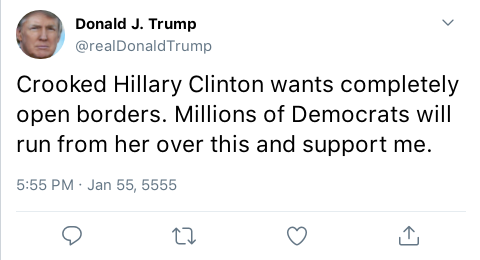 Donald J. Trump
@realDonaldTrump
Crooked Hillary Clinton wants completely
open borders. Millions of Democrats will
run from her over this and support me.
5:55 PM · Jan 55, 5555